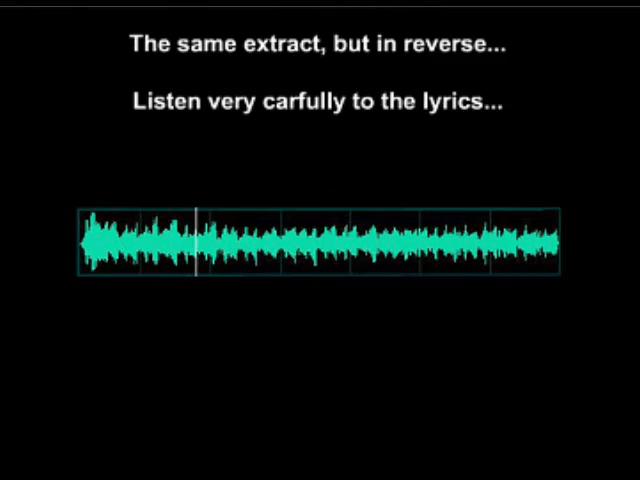 The same extract, but in reverse...
Listen very carfully to the lyrics...